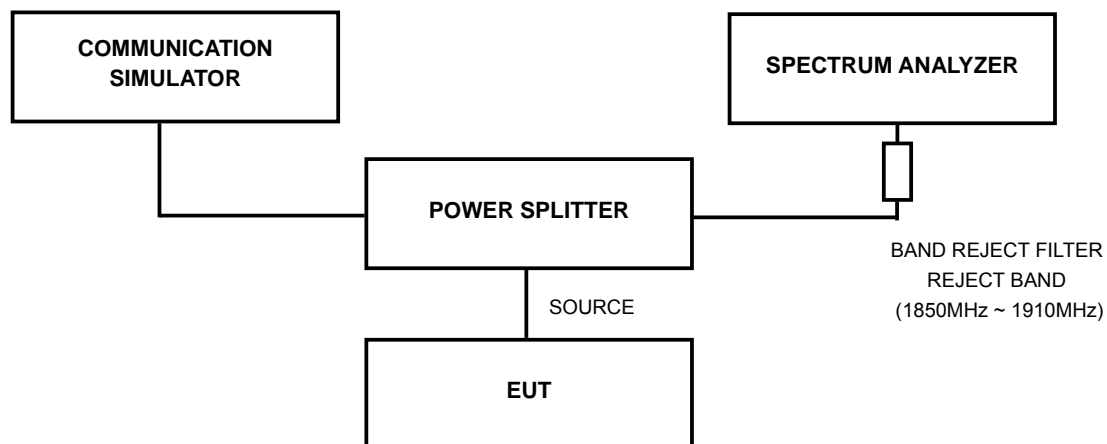 COMMUNICATION
SIMULATOR
SPECTRUM ANALYZER
POWER SPLITTER
BAND REJECT FILTER
REJECT BAND
(1850MHz ~ 1910MHz)
SOURCE
EUT